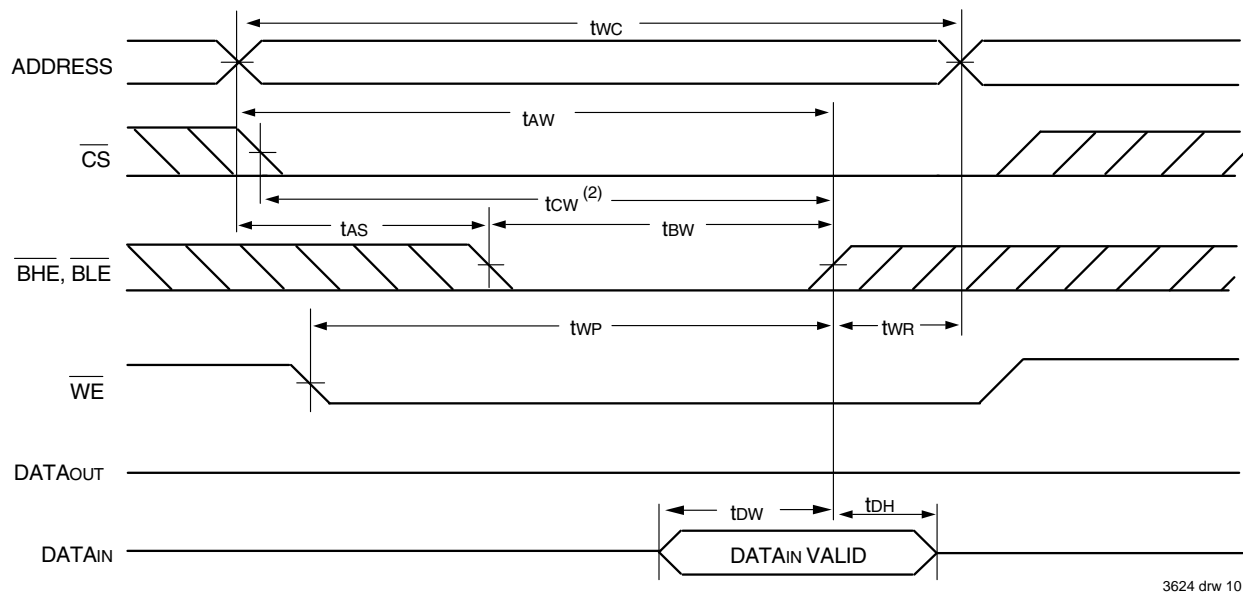 tWC
ADDRESS
tAW
CS
tCW (2)
tAS
tBW
BHE, BLE
tWP
tWR
WE
DATAOUT
tDW
tDH
DATAIN
DATAIN VALID
3624 drw 10